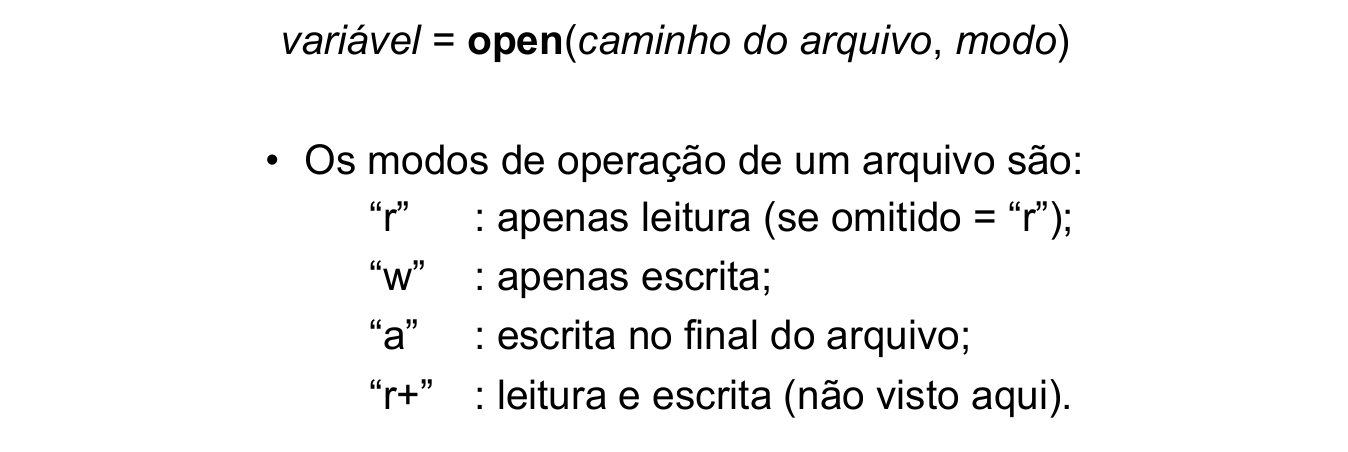 variável = open(caminho do arquivo, modo)
• Os modos de operação de um arquivo são:
“r” : apenas leitura (se omitido = “r”);
“w” : apenas escrita;
“a” : escrita no final do arquivo;
“r+” : leitura e escrita (não visto aqui).